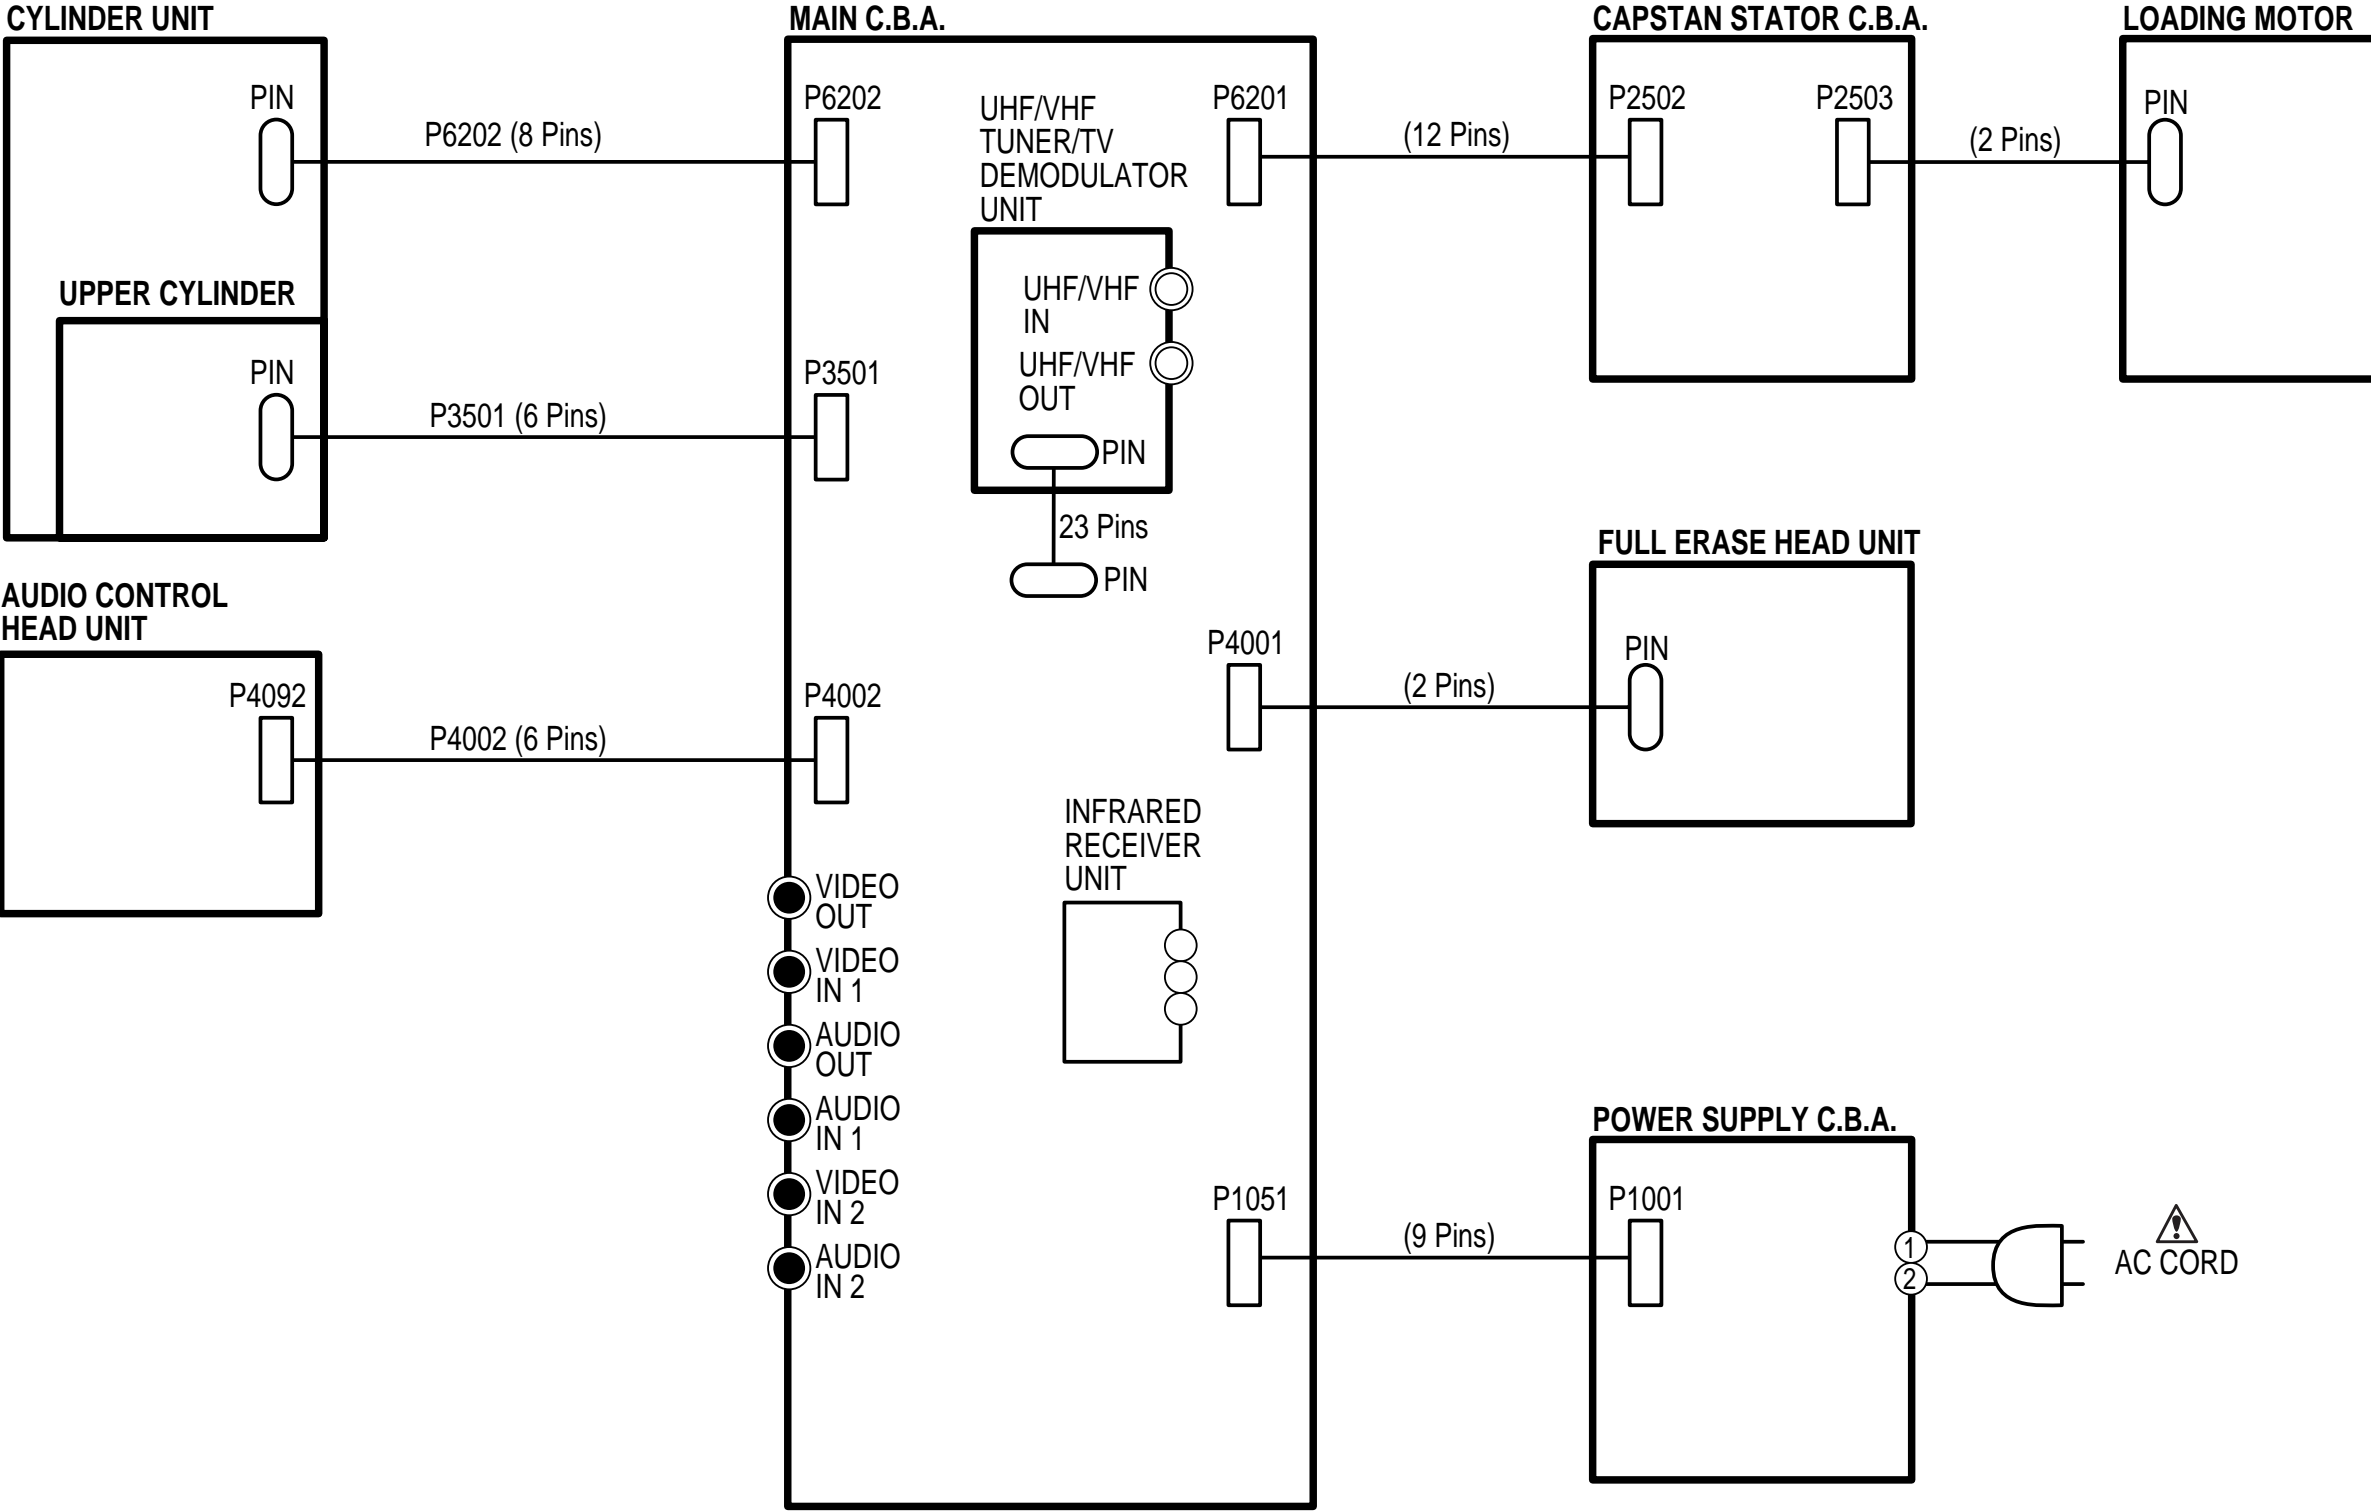 CYLINDER UNIT
PIN
P6202 (8 Pins)
UPPER CYLINDER
PIN
P3501 (6 Pins)
AUDIO CONTROL
HEAD UNIT
P4092
P4002 (6 Pins)
MAIN C.B.A.
P6202
P3501
P4002
VIDEO
OUT
VIDEO
IN 1
AUDIO
OUT
AUDIO
IN 1
VIDEO
IN 2
AUDIO
IN 2
UHF/VHF
TUNER/TV
DEMODULATOR
UNIT
UHF/VHF
IN
UHF/VHF
OUT
PIN
23 Pins
PIN
INFRARED
RECEIVER
UNIT
P6201
(12 Pins)
P4001
(2 Pins)
P1051
(9 Pins)
CAPSTAN STATOR C.B.A.
P2502
P2503
(2 Pins)
LOADING MOTOR
PIN
FULL ERASE HEAD UNIT
PIN
POWER SUPPLY C.B.A.
P1001
1
2
!
AC CORD